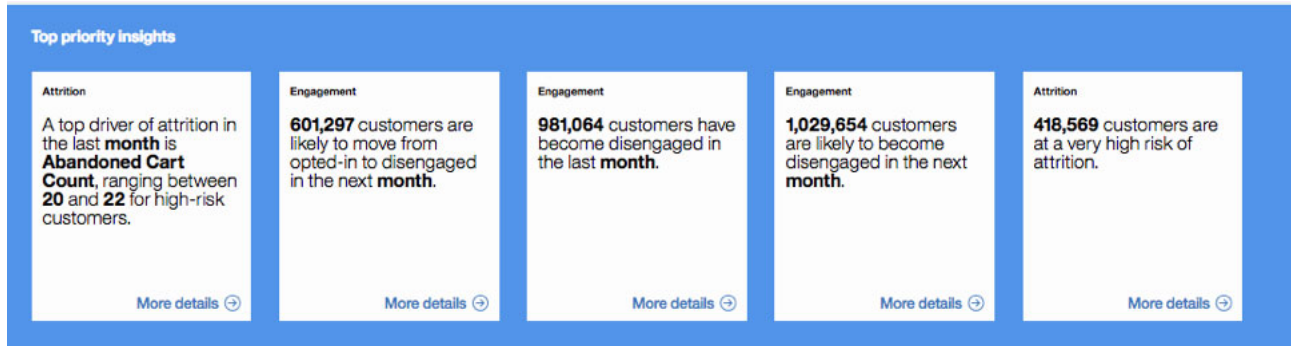 Top priority insights
Attrition
A top driver of attrition in
the last month is
Abandoned Cart
Count, ranging between
20 and 22 for high-risk
customers.
More details
Engagement
601,297 customers are
likely to move from
opted-in to disengaged
in the next month.
More details
Engagement
981,064 customers have
become disengaged in
the last month.
More details
Engagement
1,029,654 customers
are likely to become
disengaged in the next
month.
More details
Attrition
418,569 customers are
at a very high risk of
attrition.
More details